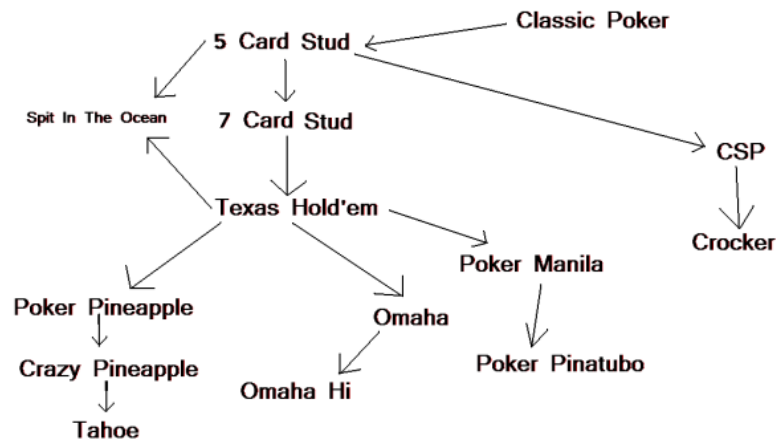 Classic Poker
5 Card Stud
Spit In The Ocean
7 Card Stud
CSP
Texas Hold'em
Crocker
Poker Manila
Poker Pineapple
Omaha
Crazy Pineapple
Poker Pinatubo
Omaha Hi
Tahoe